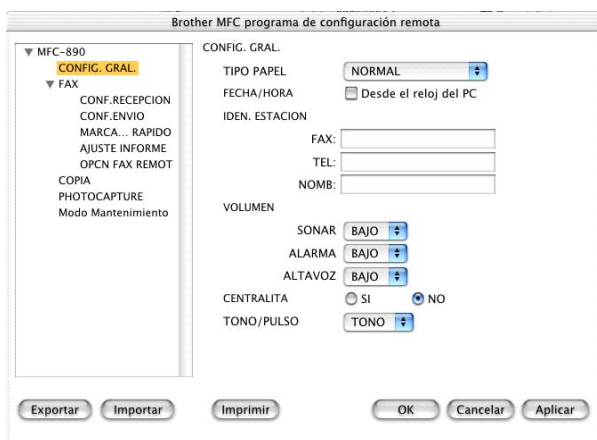 Brother MFC programa de configuración remota
MFC-890
CONFIG. GRAL.
FAX
CONF.RECEPCION
CONF.ENVIO
MARCA... RAPIDO
AJUSTE INFORME
OPCN FAX REMOT
COPIA
PHOTOCAPTURE
Modo Mantenimiento
CONFIG. GRAL.
TIPO PAPEL NORMAL
FECHA/HORA Desde el reloj del PC
IDEN. ESTACION
FAX:
TEL:
NOMB:
VOLUMEN
SONAR BAJO
ALARMA BAJO
ALTAVOZ BAJO
CENTRALITA SI NO
TONO/PULSO TONO
Exportar Importar Imprimir OK Cancelar Aplicar